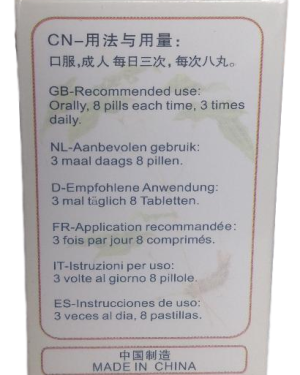 CN-用法与用量：
口服,成人 每日三次，每次八丸。
GB-Recommended use:
Orally, 8 pills each time, 3 times
daily.
NL-Aanbevolen gebruik:
3 maal daags 8 pillen.
D-Empfohlene Anwendung:
3 mal täglich 8 Tabletten.
FR-Application recommandée:
3 fois par jour 8 comprimés.
IT-Istruzioni per uso:
3 volte al giorno 8 pillole.
ES-Instrucciones de uso:
3 veces al día, 8 pastillas.
中国制造
MADE IN CHINA